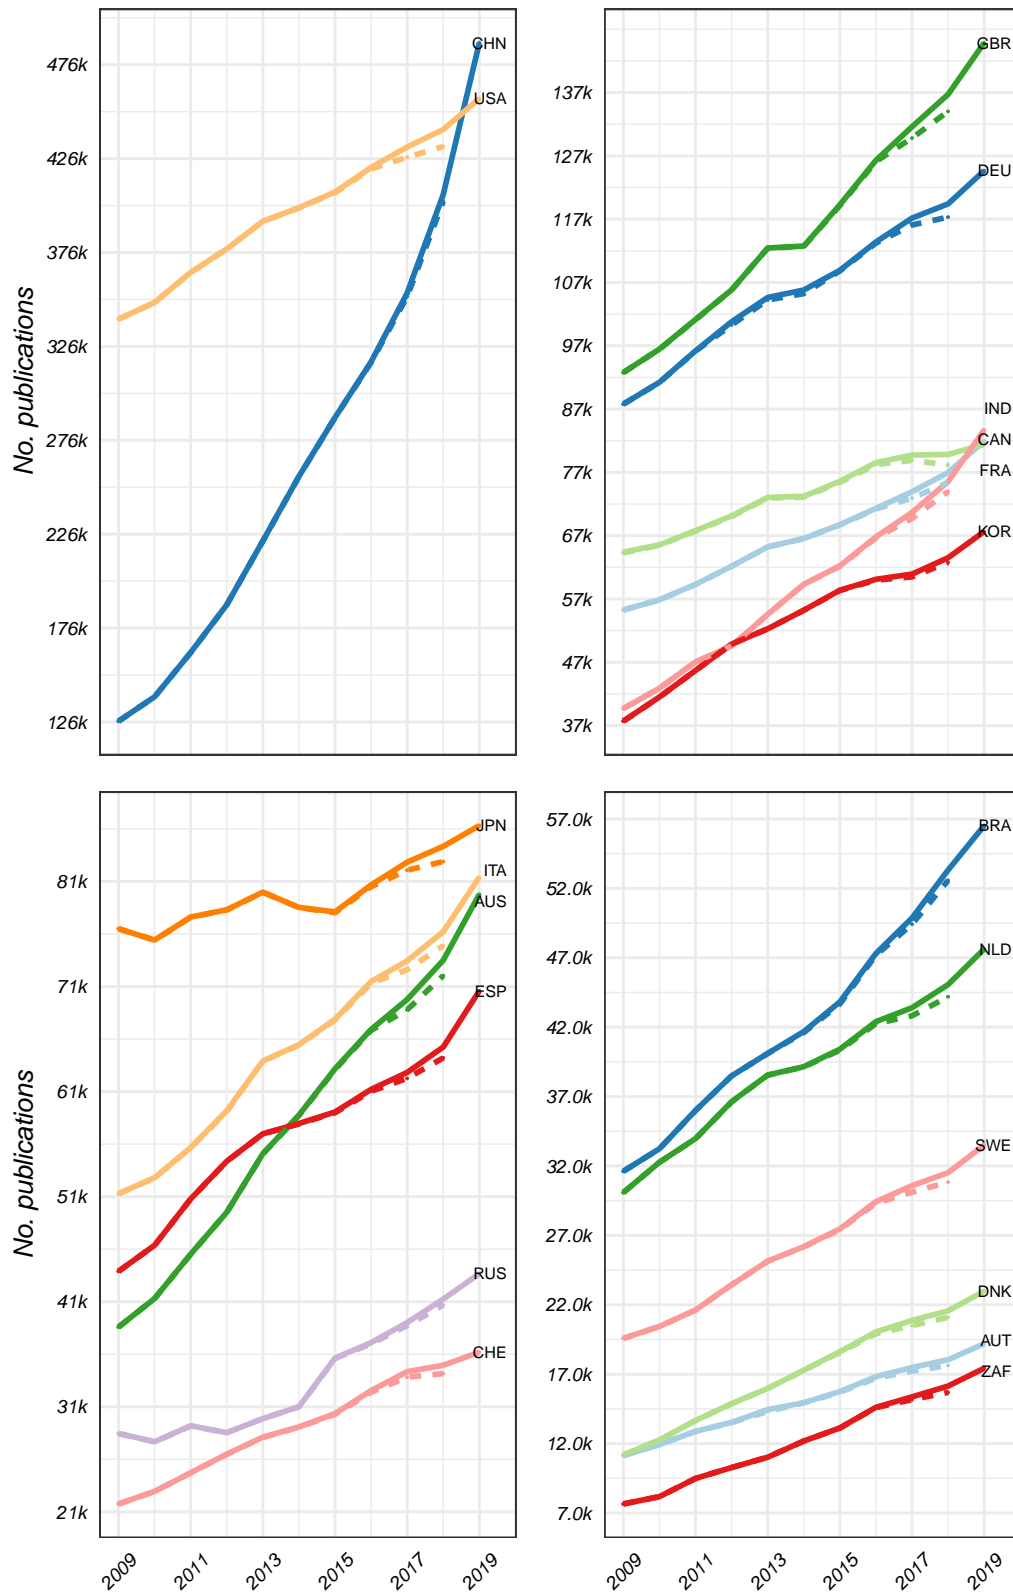 CHN
476k
USA
426k
376k
326k
276k
226k
176k
126k
No. publications
GBR
137k
127k
DEU
117k
107k
97k
87k
IND
CAN
77k
FRA
67k
KOR
57k
47k
37k
JPN
81k
ITA
AUS
71k
ESP
61k
51k
RUS
41k
CHE
31k
21k
No. publications
2009
2011
2013
2015
2017
2019
57.0k
BRA
52.0k
47.0k
NLD
42.0k
37.0k
32.0k
SWE
27.0k
22.0k
DNK
17.0k
AUT
ZAF
12.0k
7.0k
2009
2011
2013
2015
2017
2019